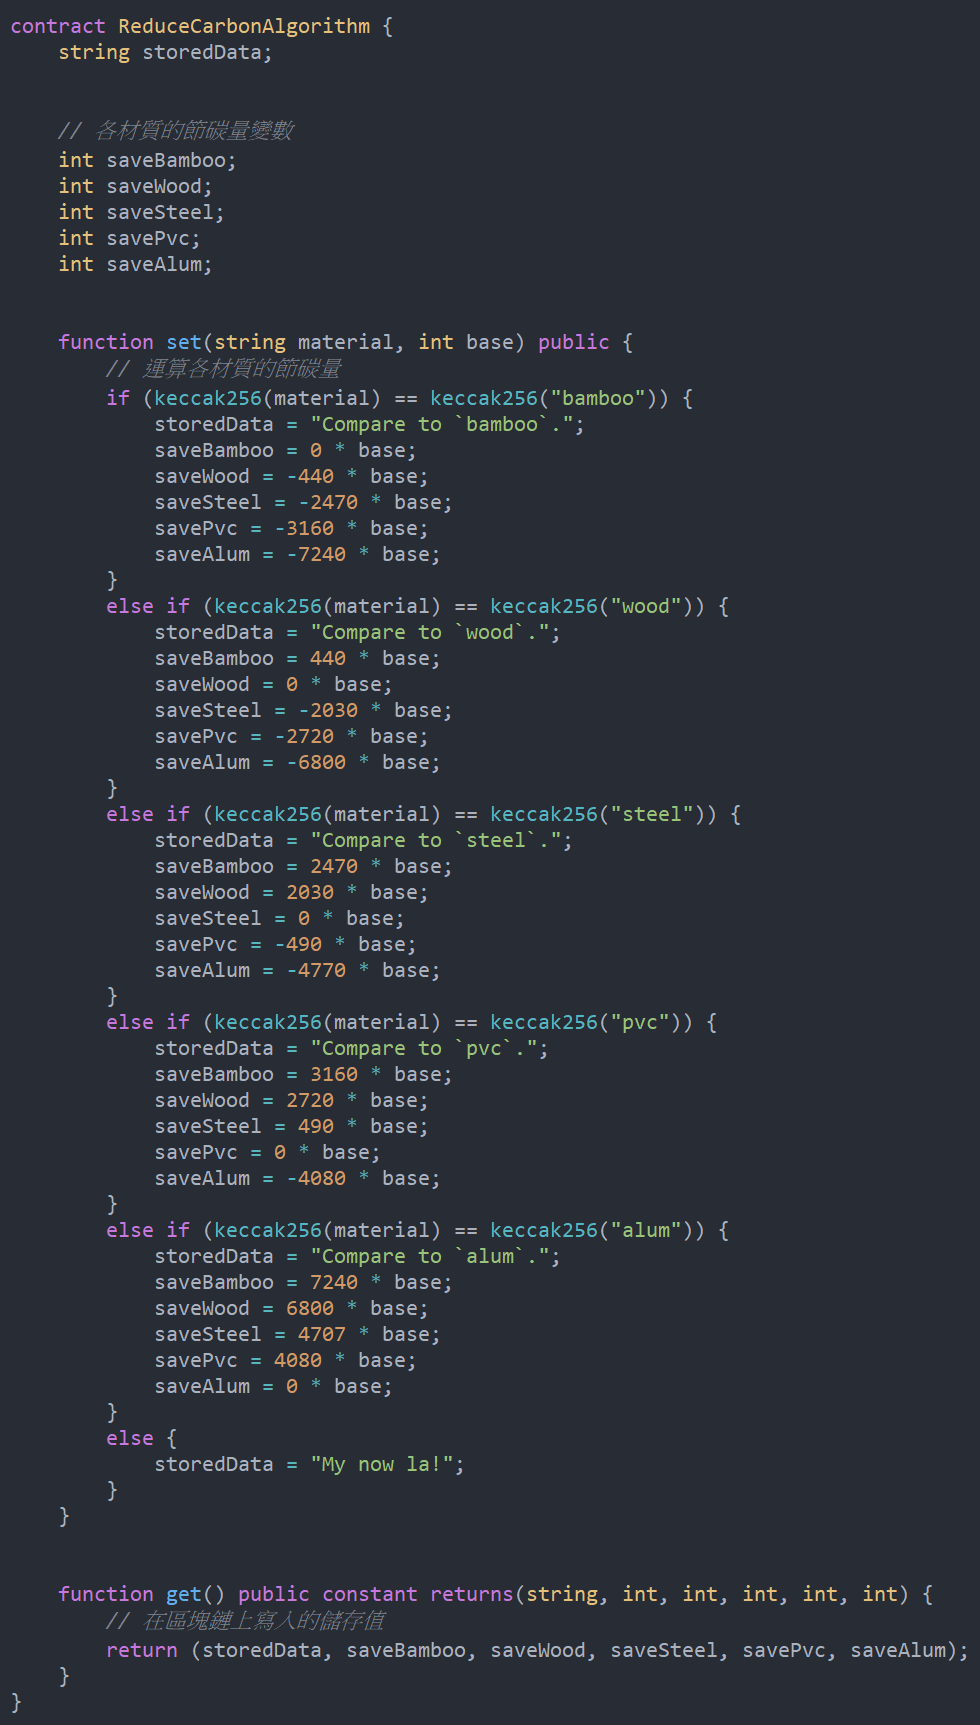 contract ReduceCarbonAlgorithm {
    string storedData;
    // 各材質的節碳量變數
    int saveBamboo;
    int saveWood;
    int saveSteel;
    int savePvc;
    int saveAlum;
    function set(string material, int base) public {
        // 運算各材質的節碳量
        if (keccak256(material) == keccak256("bamboo")) {
            storedData = "Compare to `bamboo`.";
            saveBamboo = 0 * base;
            saveWood = -440 * base;
            saveSteel = -2470 * base;
            savePvc = -3160 * base;
            saveAlum = -7240 * base;
        }
        else if (keccak256(material) == keccak256("wood")) {
            storedData = "Compare to `wood`.";
            saveBamboo = 440 * base;
            saveWood = 0 * base;
            saveSteel = -2030 * base;
            savePvc = -2720 * base;
            saveAlum = -6800 * base;
        }
        else if (keccak256(material) == keccak256("steel")) {
            storedData = "Compare to `steel`.";
            saveBamboo = 2470 * base;
            saveWood = 2030 * base;
            saveSteel = 0 * base;
            savePvc = -490 * base;
            saveAlum = -4770 * base;
        }
        else if (keccak256(material) == keccak256("pvc")) {
            storedData = "Compare to `pvc`.";
            saveBamboo = 3160 * base;
            saveWood = 2720 * base;
            saveSteel = 490 * base;
            savePvc = 0 * base;
            saveAlum = -4080 * base;
        }
        else if (keccak256(material) == keccak256("alum")) {
            storedData = "Compare to `alum`.";
            saveBamboo = 7240 * base;
            saveWood = 6800 * base;
            saveSteel = 4707 * base;
            savePvc = 4080 * base;
            saveAlum = 0 * base;
        }
        else {
            storedData = "My now la!";
        }
    }
    function get() public constant returns(string, int, int, int, int, int) {
        // 在區塊鏈上寫入的儲存值
        return (storedData, saveBamboo, saveWood, saveSteel, savePvc, saveAlum);
    }
}